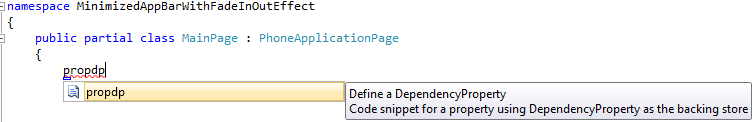 namespace MinimizedAppBarWithFadeInOutEffect
{
public partial class MainPage : PhoneApplicationPage
{
propdp
propdp
Define a DependencyProperty
Code snippet for a property using DependencyProperty as the backing store